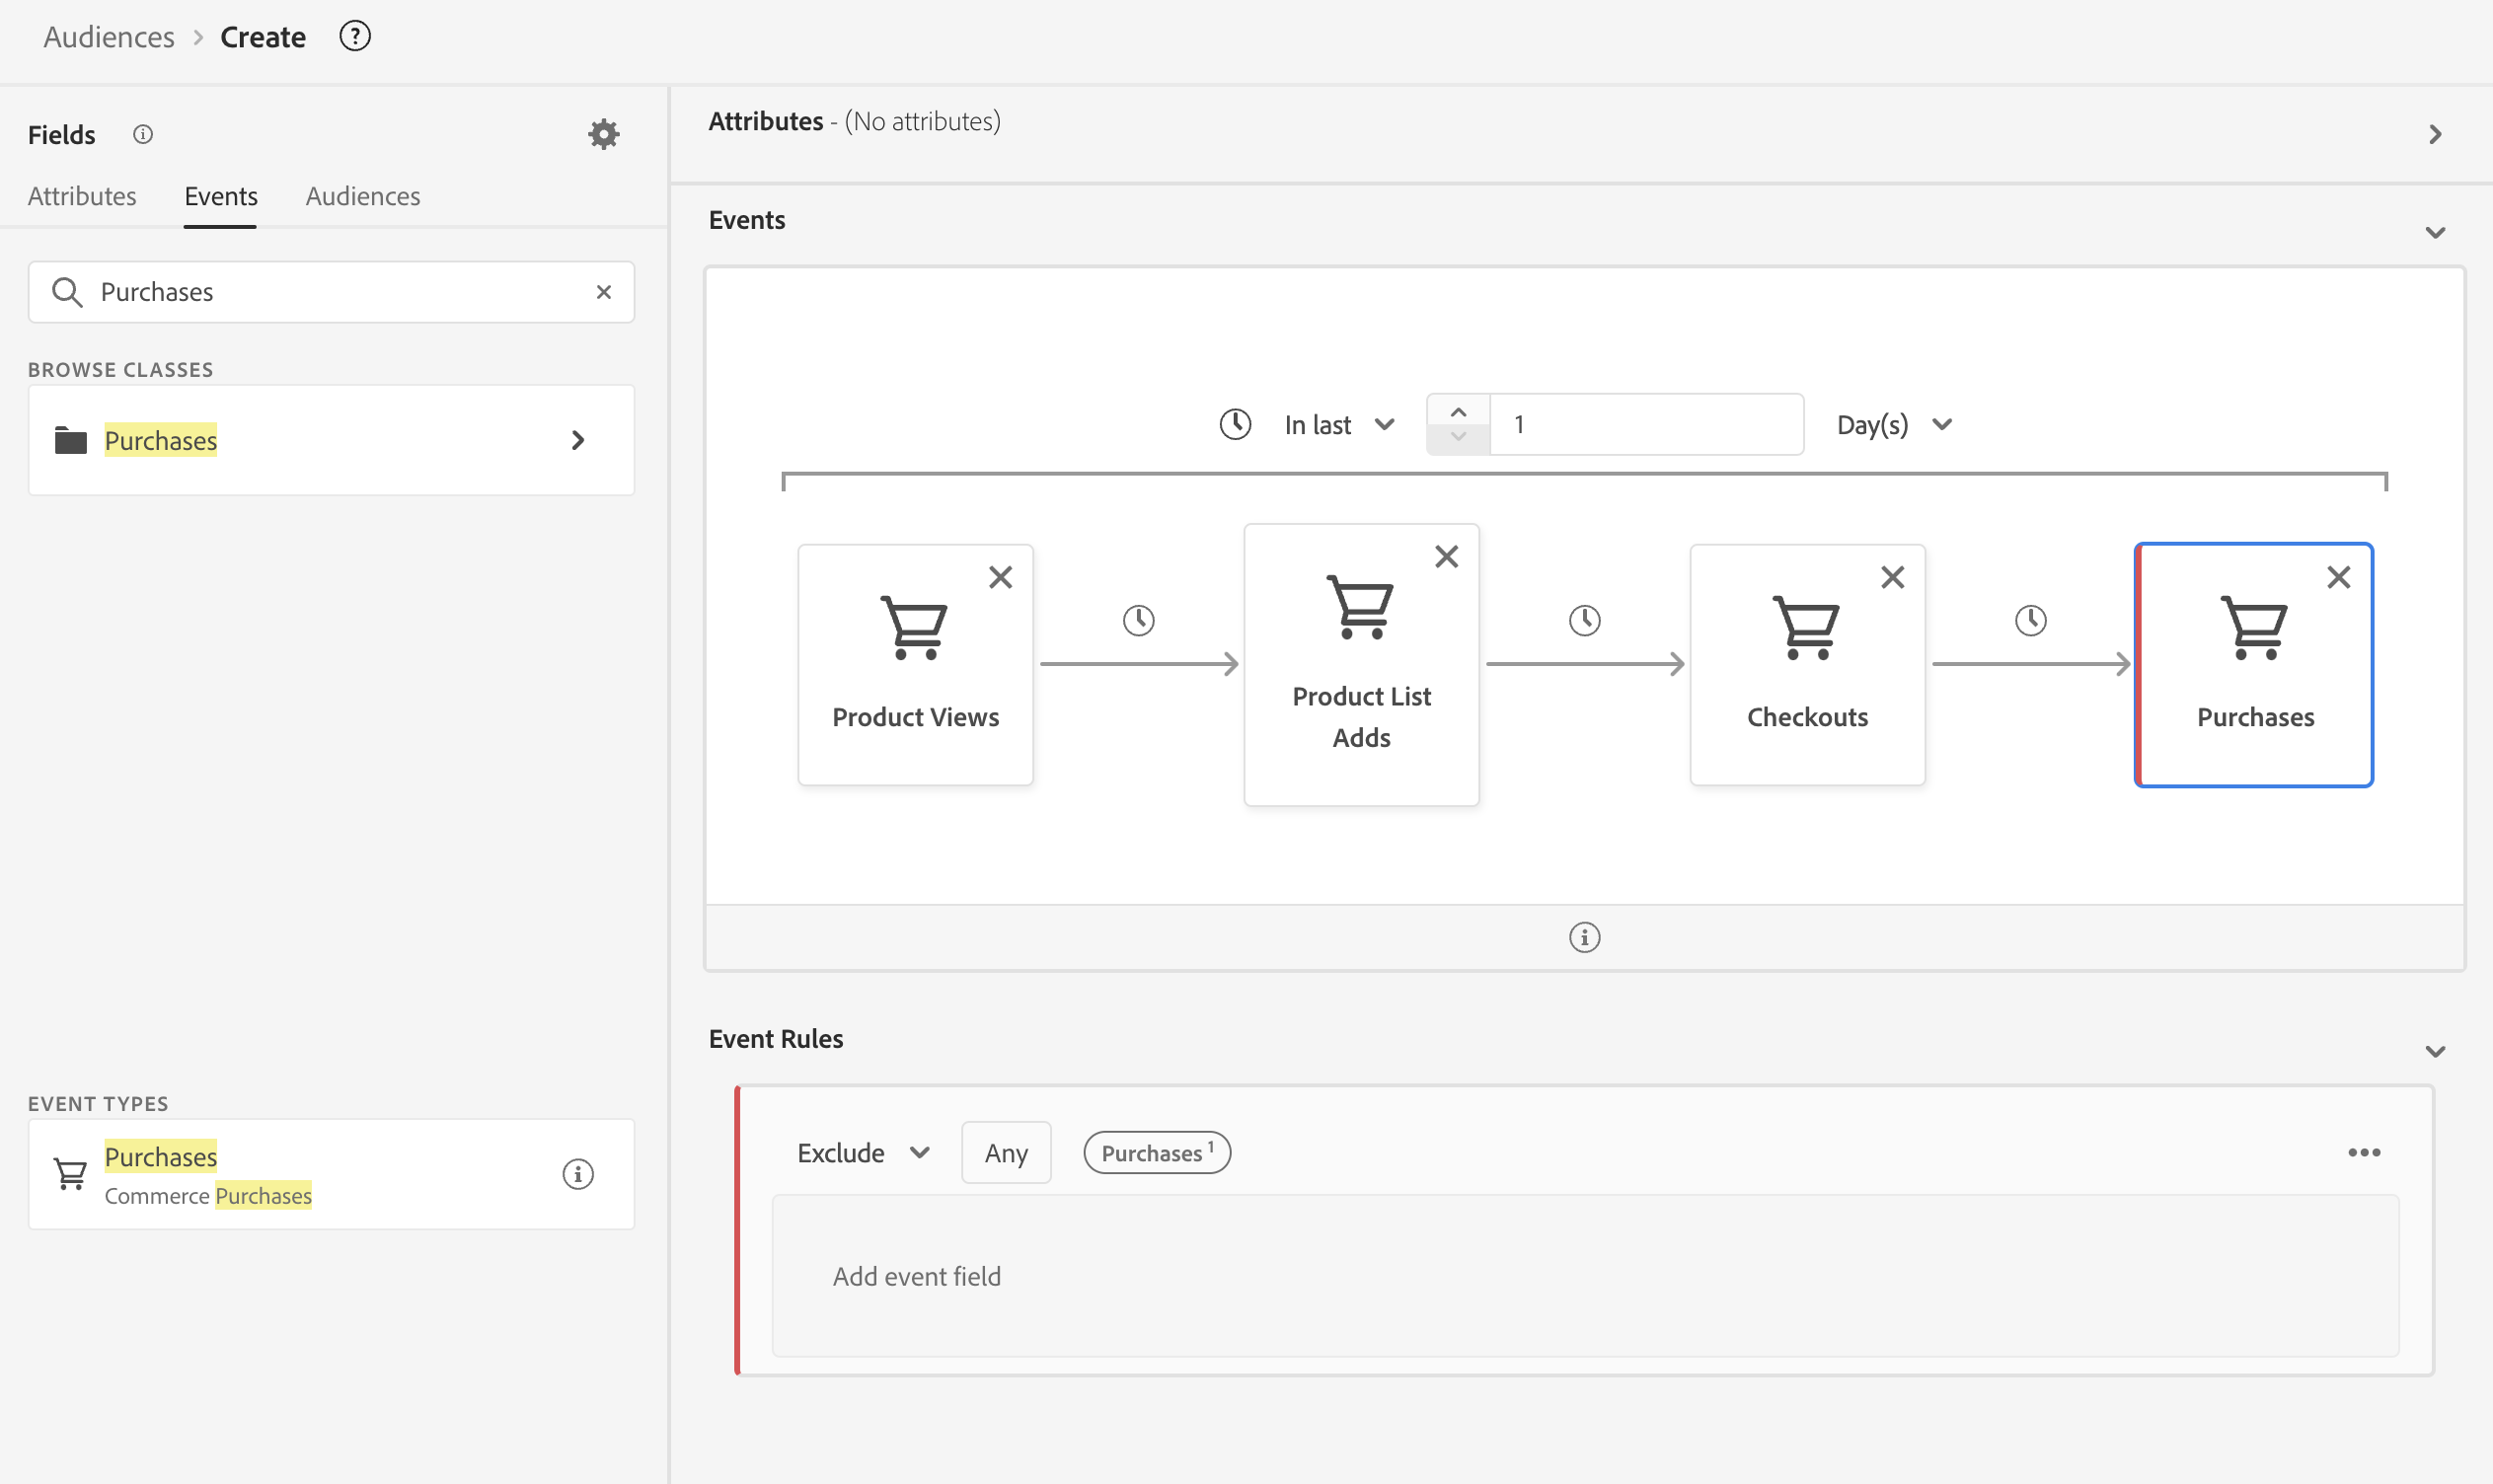 Audiences > Create ?
Fields
Attributes Events Audiences
Purchases
BROWSE CLASSES
Purchases
EVENT TYPES
Purchases
Commerce Purchases
Attributes - (No attributes)
Events
In last 1 Day(s)
Product Views
Product List
Adds
Checkouts
Purchases
Event Rules
Exclude Any Purchases 1
Add event field